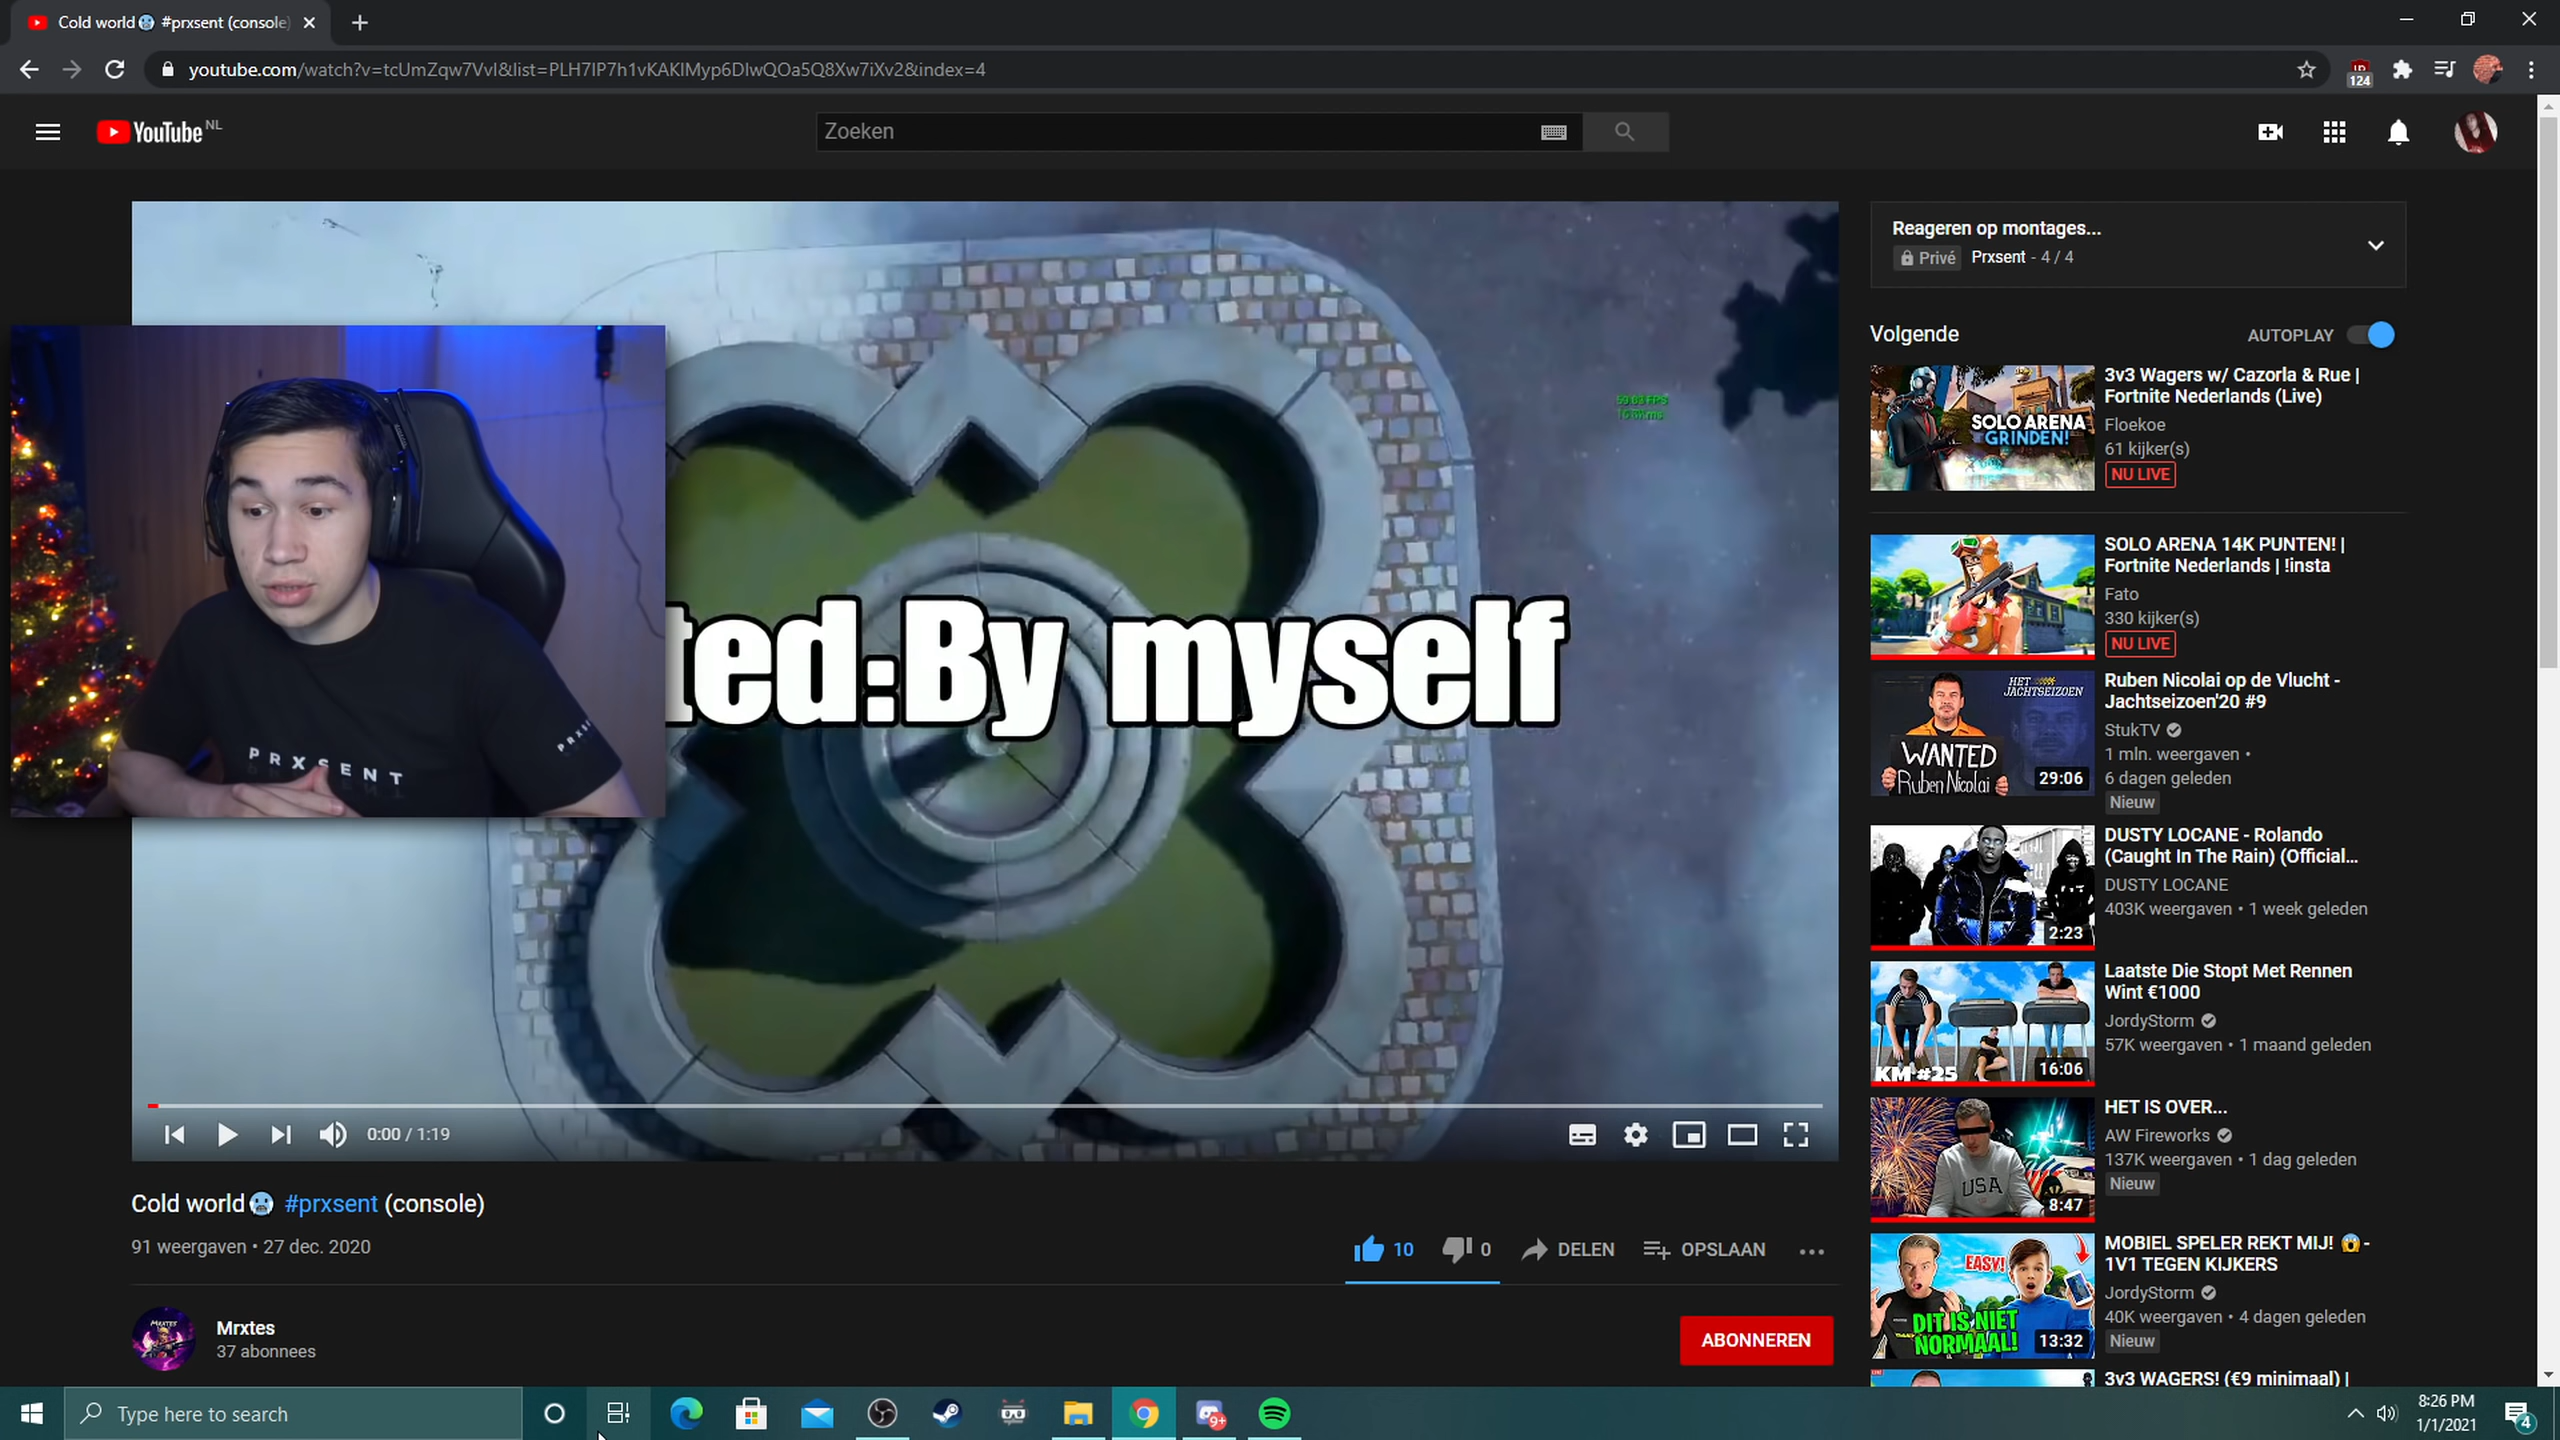 Cold world🥶 #prxsent (console)
youtube.com/watch?v=tcUmZqw7VvI&list=PLH7IP7h1vKAKIMyp6DIwQOa5Q8Xw7iXv2&index=4
124
YouTube NL
Zoeken
ted:By myself
PRXSENT
0:00 / 1:19
Cold world🥶 #prxsent (console)
91 weergaven • 27 dec. 2020
10
0
DELEN
OPSLAAN
Mrxtes
37 abonnees
ABONNEREN
Reageren op montages...
Privé Prxsent - 4 / 4
Volgende
AUTOPLAY
SOLO ARENA
GRINDEN!
3v3 Wagers w/ Cazorla & Rue |
Fortnite Nederlands (Live)
Floekoe
61 kijker(s)
NU LIVE
SOLO ARENA 14K PUNTEN! |
Fortnite Nederlands | !insta
Fato
330 kijker(s)
NU LIVE
HET
JACHTSEIZOEN
WANTED
Ruben Nicolai
29:06
Ruben Nicolai op de Vlucht -
Jachtseizoen'20 #9
StukTV
1 mln. weergaven •
6 dagen geleden
Nieuw
2:23
DUSTY LOCANE - Rolando
(Caught In The Rain) (Official...
DUSTY LOCANE
403K weergaven • 1 week geleden
KM #25
16:06
Laatste Die Stopt Met Rennen
Wint €1000
JordyStorm
57K weergaven • 1 maand geleden
USA
8:47
HET IS OVER...
AW Fireworks
137K weergaven • 1 dag geleden
Nieuw
EASY!
DIT IS NIET
NORMAAL!
13:32
MOBIEL SPELER REKT MIJ! 😱 -
1V1 TEGEN KIJKERS
JordyStorm
40K weergaven • 4 dagen geleden
Nieuw
3v3 WAGERS! (€9 minimaal) |
Type here to search
9+
8:26 PM
1/1/2021
4